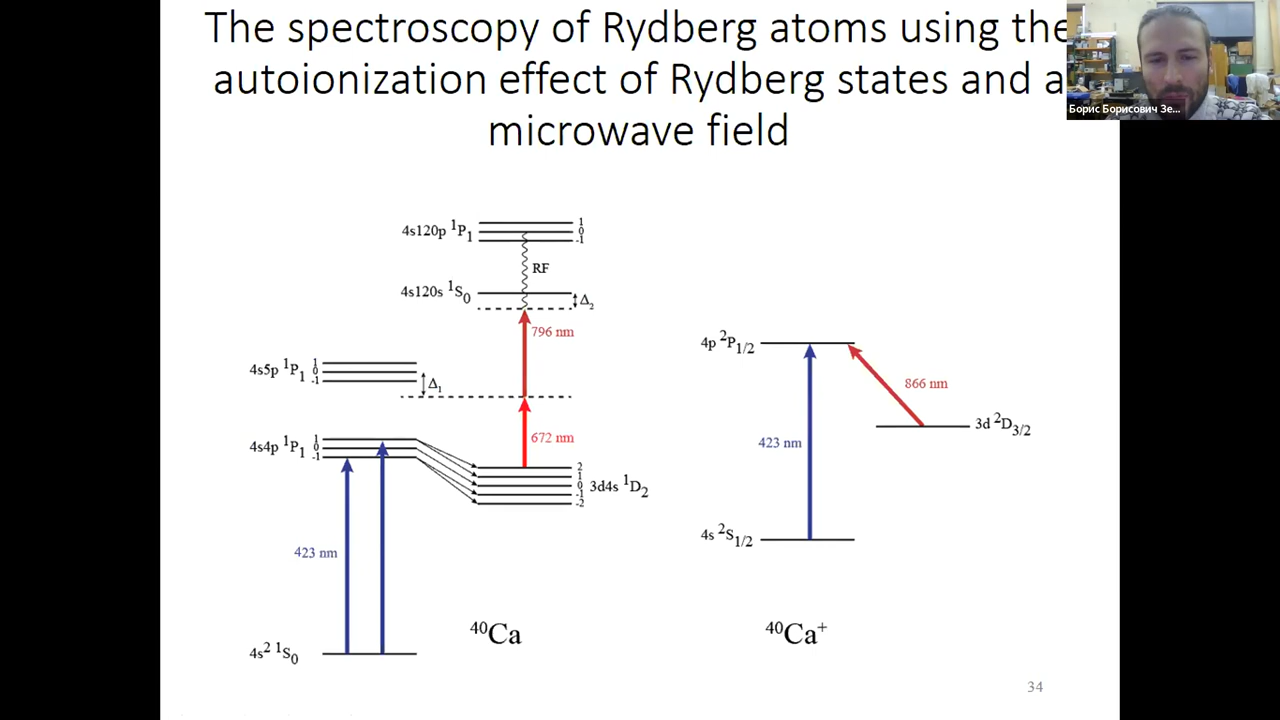 The spectroscopy of Rydberg atoms using the
autoionization effect of Rydberg states and a
microwave field
Борис Борисович Зе...
4s120p ¹P₁
1
0
-1
RF
4s120s ¹S₀
Δ₂
796 nm
4s5p ¹P₁
1
0
-1
Δ₁
672 nm
4s4p ¹P₁
1
0
-1
2
1
0
-1
-2
3d4s ¹D₂
423 nm
4s² ¹S₀
⁴⁰Ca
4p ²P₁/₂
866 nm
3d ²D₃/₂
423 nm
4s ²S₁/₂
⁴⁰Ca⁺
34